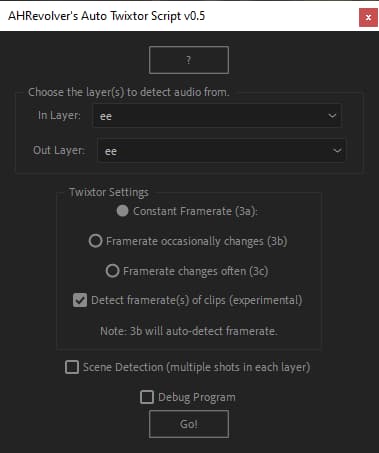 AHRevolver's Auto Twixtor Script v0.5
x
?
Choose the layer(s) to detect audio from.
In Layer: ee
Out Layer: ee
Twixtor Settings
Constant Framerate (3a):
Framerate occasionally changes (3b)
Framerate changes often (3c)
Detect framerate(s) of clips (experimental)
Note: 3b will auto-detect framerate.
Scene Detection (multiple shots in each layer)
Debug Program
Go!